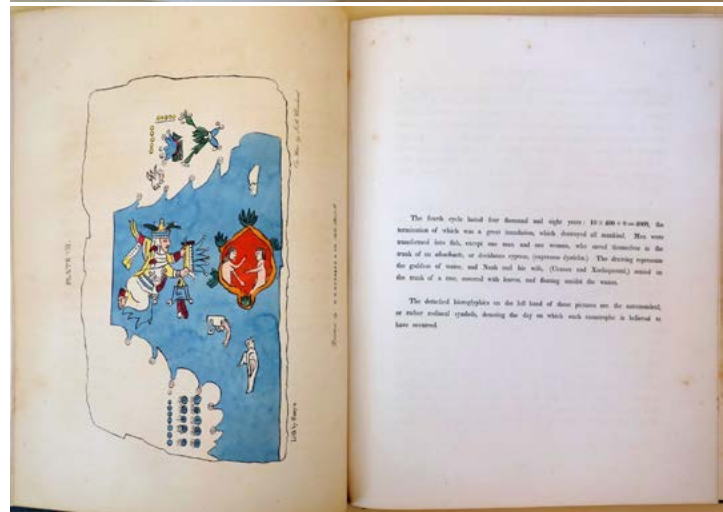 PLATE VII.
Lith by Emery
The fourth cycle lasted four thousand and eight years: 10 × 400 + 8 = 4008, the
termination of which was a great inundation, which destroyed all mankind. Men were
transformed into fish, except one man and one woman, who saved themselves in the
trunk of an ahuehuete, or deciduous cypress, (cupressus disticha.) The drawing represents
the goddess of water, and and his wife, seated on
the trunk of a tree, covered with leaves, and floating amidst the waters.
The detached hieroglyphics on the left hand of these pictures are the astronomical,
or rather zodiacal symbols, denoting the day on which each catastrophe is believed to
have occurred.